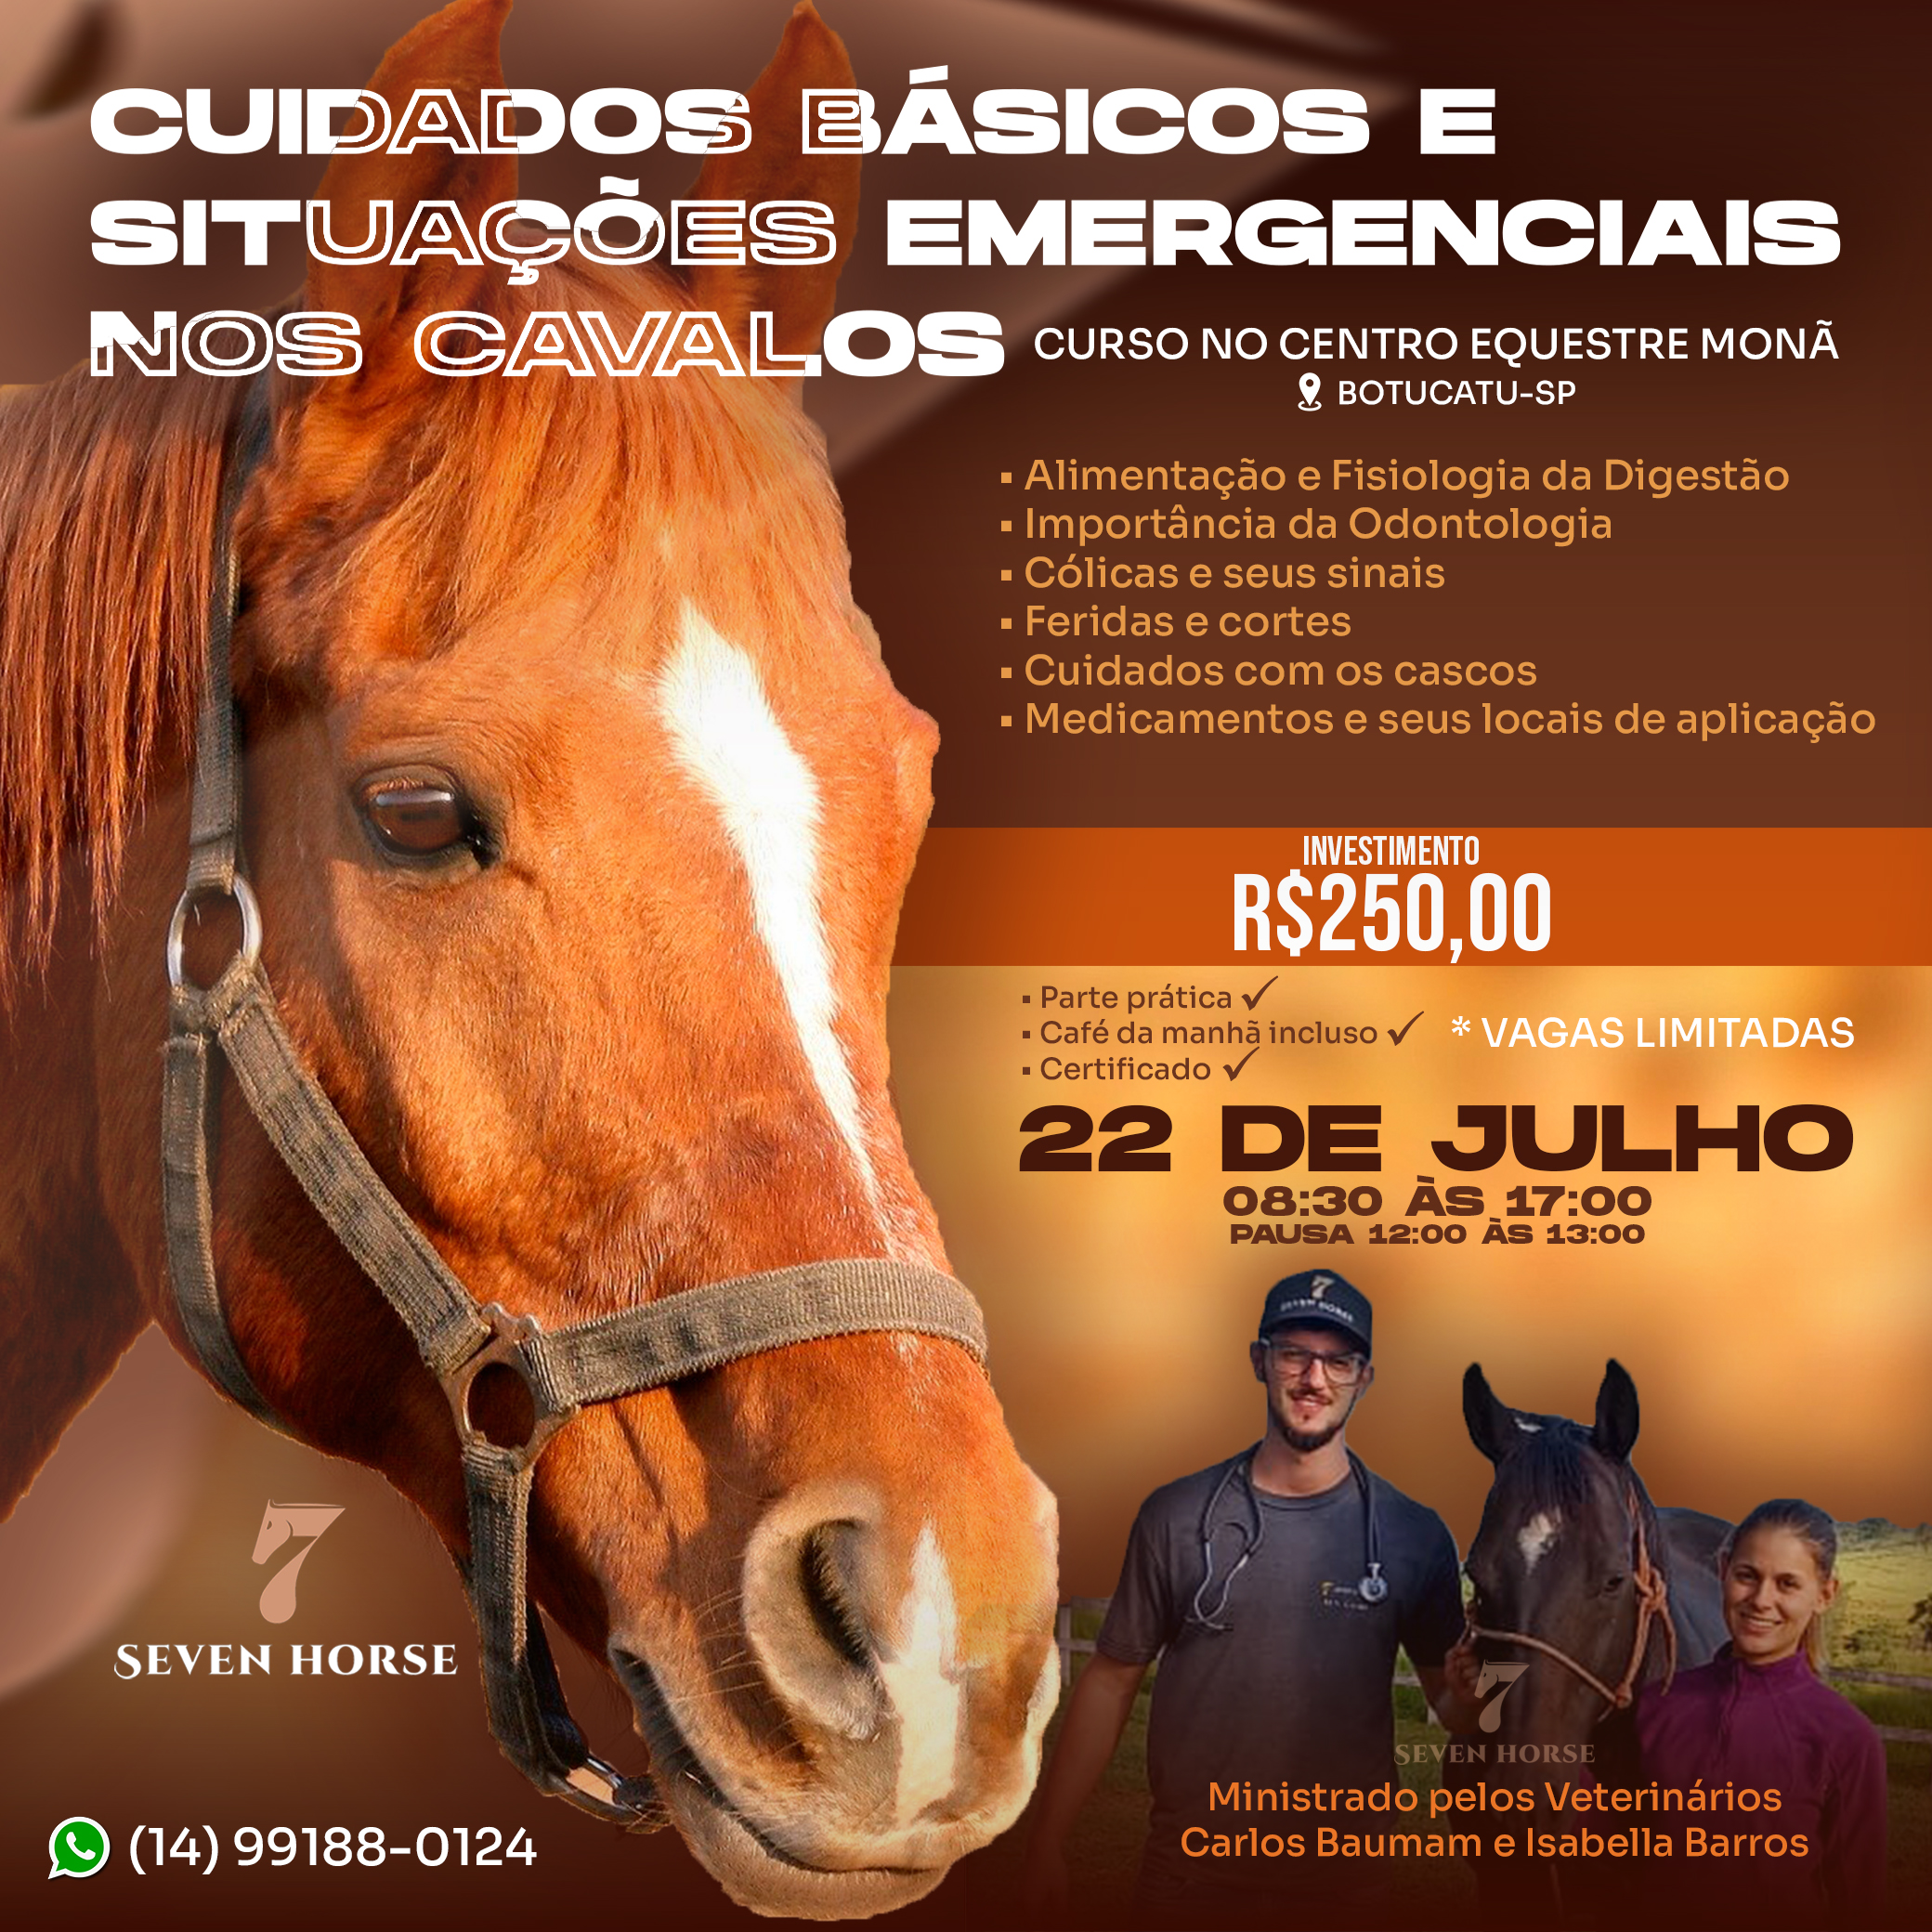 CUIDADOS BÁSICOS E
SITUAÇÕES EMERGENCIAIS
NOS CAVALOS
CURSO NO CENTRO EQUESTRE MONÃ
BOTUCATU-SP
▪ Alimentação e Fisiologia da Digestão
▪ Importância da Odontologia
▪ Cólicas e seus sinais
▪ Feridas e cortes
▪ Cuidados com os cascos
▪ Medicamentos e seus locais de aplicação
INVESTIMENTO
R$250,00
▪ Parte prática ✓
▪ Café da manhã incluso ✓
▪ Certificado ✓
* VAGAS LIMITADAS
22 DE JULHO
08:30 ÀS 17:00
PAUSA 12:00 ÀS 13:00
7
SEVEN HORSE
7
SEVEN HORSE
7
SEVEN HORSE
Ministrado pelos Veterinários
Carlos Baumam e Isabella Barros
(14) 99188-0124